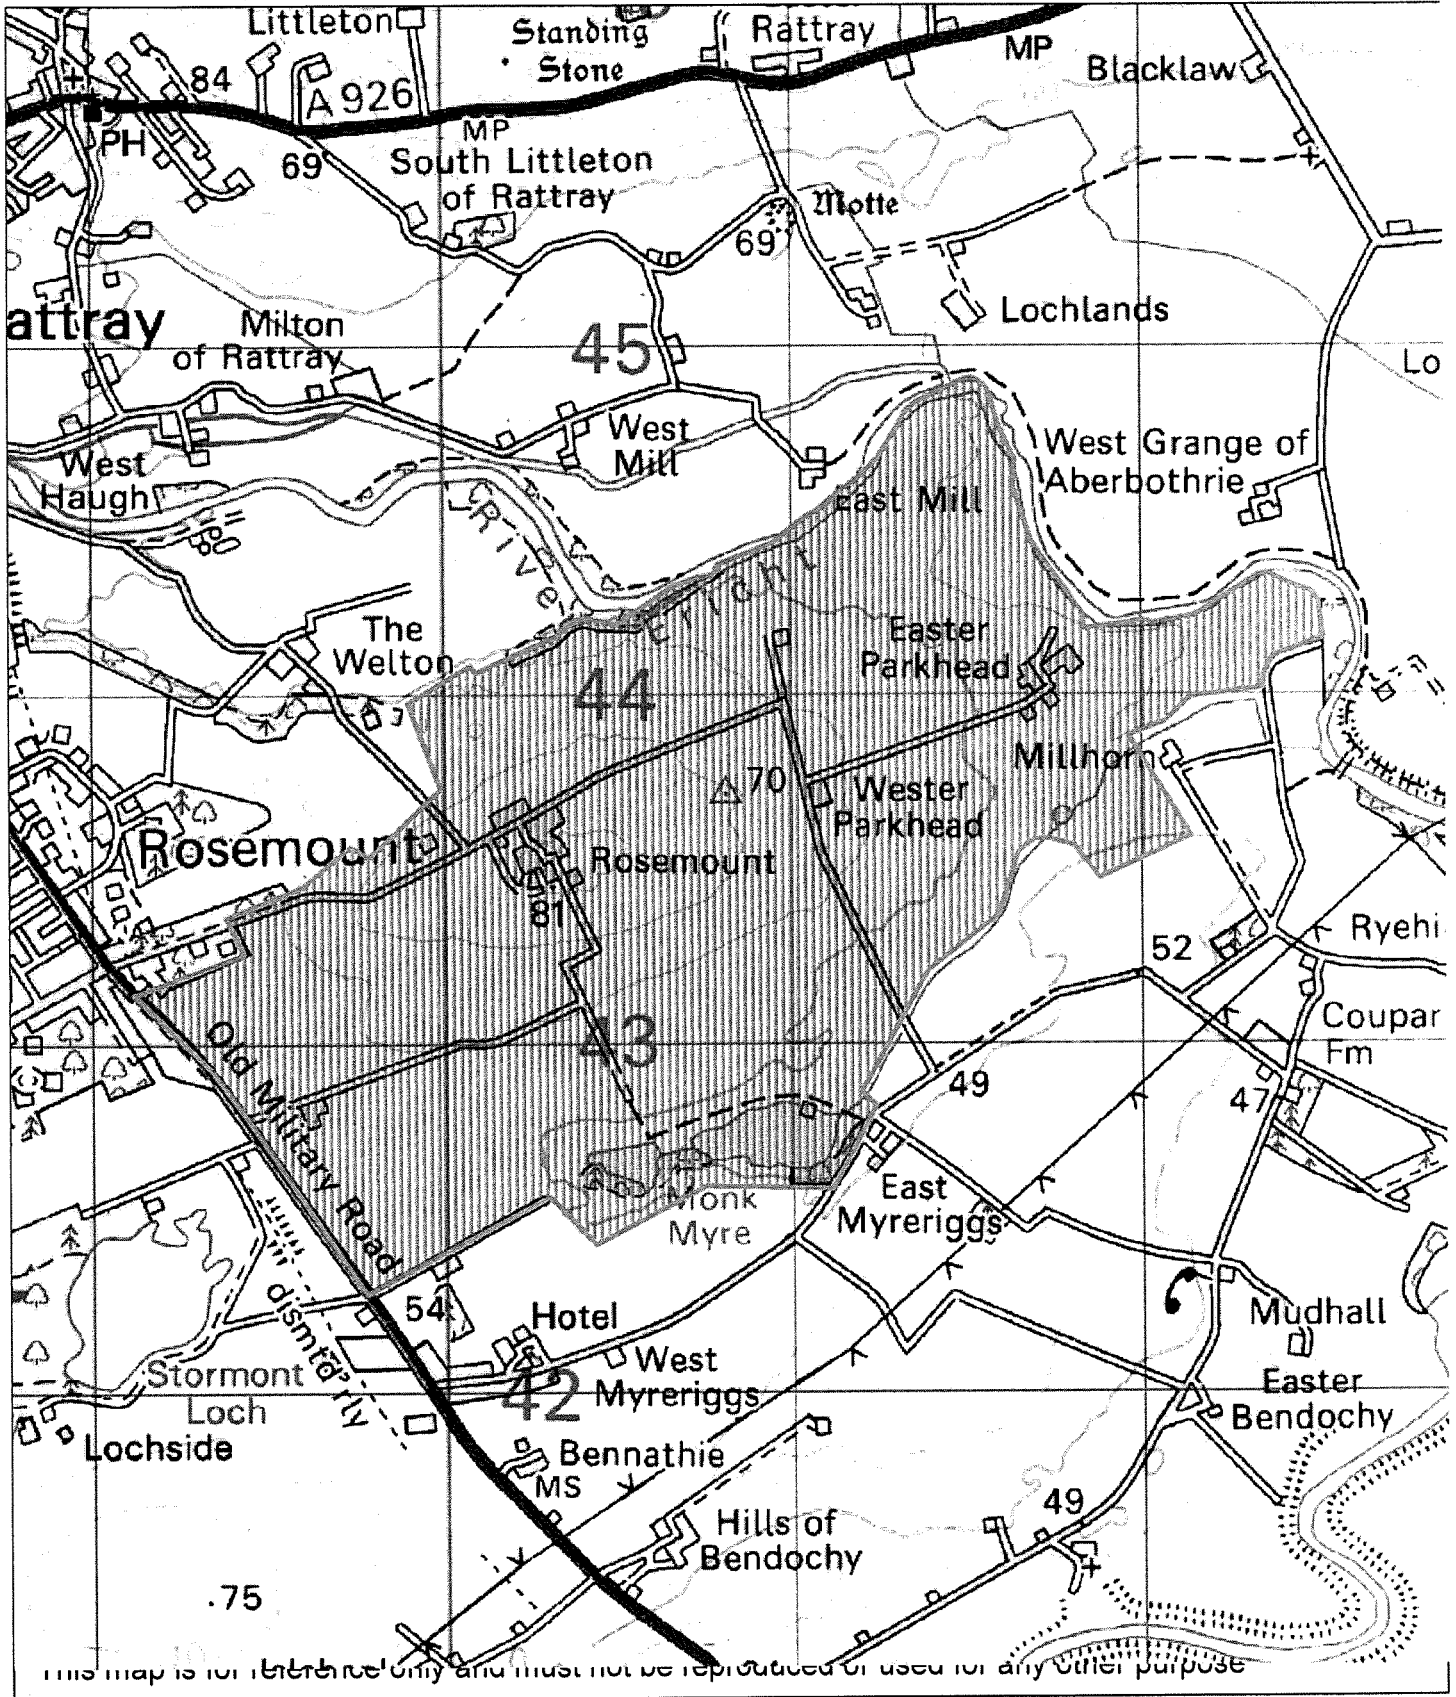 Littleton
Standing
Stone
Rattray
MP
Blacklaw
84
A 926
PH
MP
69
South Littleton
of Rattray
Motte
69
attray
Milton
of Rattray
45
Lochlands
Lo
West
Mill
West
Haugh
West Grange of
Aberbothrie
East Mill
River Ericht
The
Welton
Easter
Parkhead
44
Millhorn
70
Wester
Parkhead
Rosemount
Rosemount
81
52
Ryehi
43
Coupar
Fm
Old Military Road
49
47
Monk
Myre
East
Myreriggs
54
Hotel
dismtd rly
Mudhall
Stormont
Loch
West
Myreriggs
42
Easter
Bendochy
Lochside
Bennathie
MS
49
Hills of
Bendochy
.75
This map is for reference only and must not be reproduced or used for any other purpose